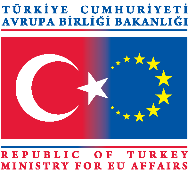 TÜRKİYE CUMHURİYETİ
AVRUPA BİRLİĞİ BAKANLIĞI
REPUBLIC OF TURKEY
MINISTRY FOR EU AFFAIRS